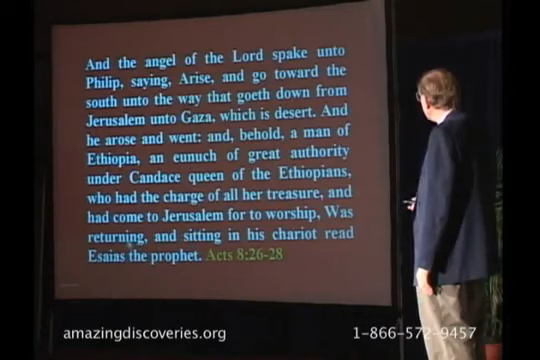 And the angel of the Lord spake unto
Philip, saying, Arise, and go toward the
south unto the way that goeth down from
Jerusalem unto Gaza, which is desert. And
he arose and went: and, behold, a man of
Ethiopia, an eunuch of great authority
under Candace queen of the Ethiopians,
who had the charge of all her treasure, and
had come to Jerusalem for to worship, Was
returning, and sitting in his chariot read
Esaias the prophet. Acts 8:26-28
amazingdiscoveries.org
1-866-572-9457